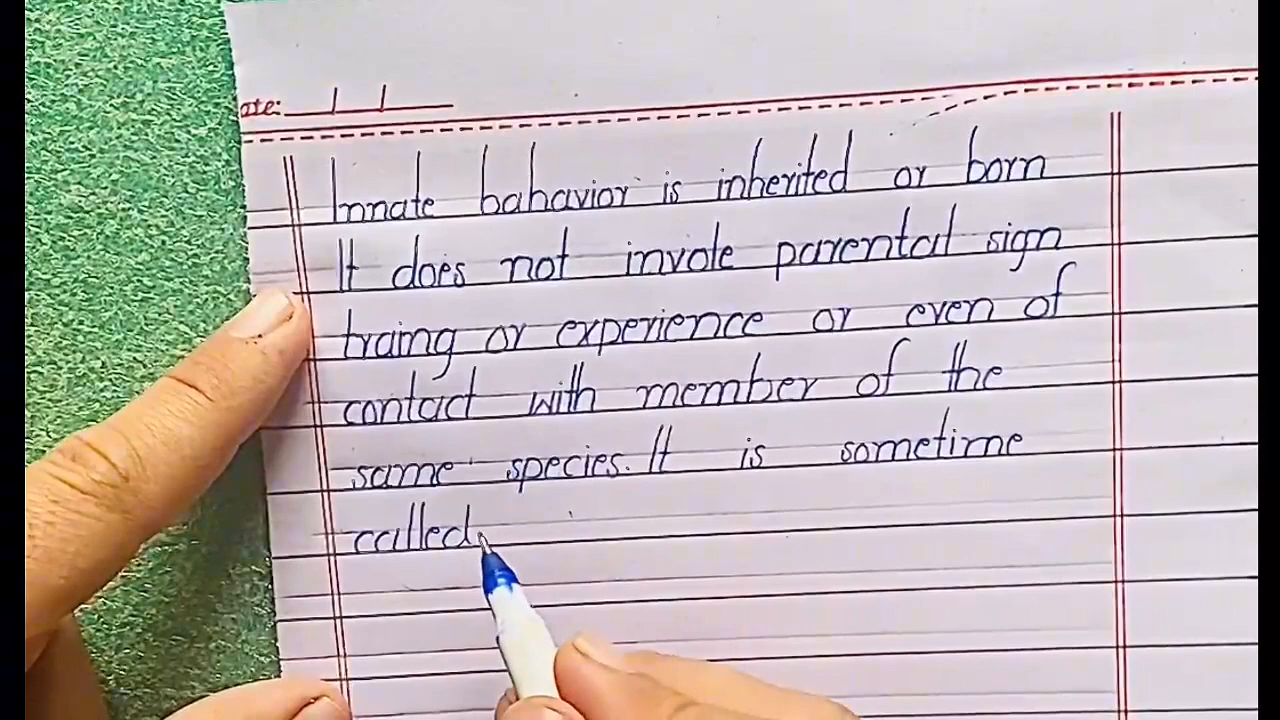 ate: / /
Innate bahavior is inherited or born
It does not invole parental sign
traing or experience or even of
contact with member of the
same species. It is sometime
called